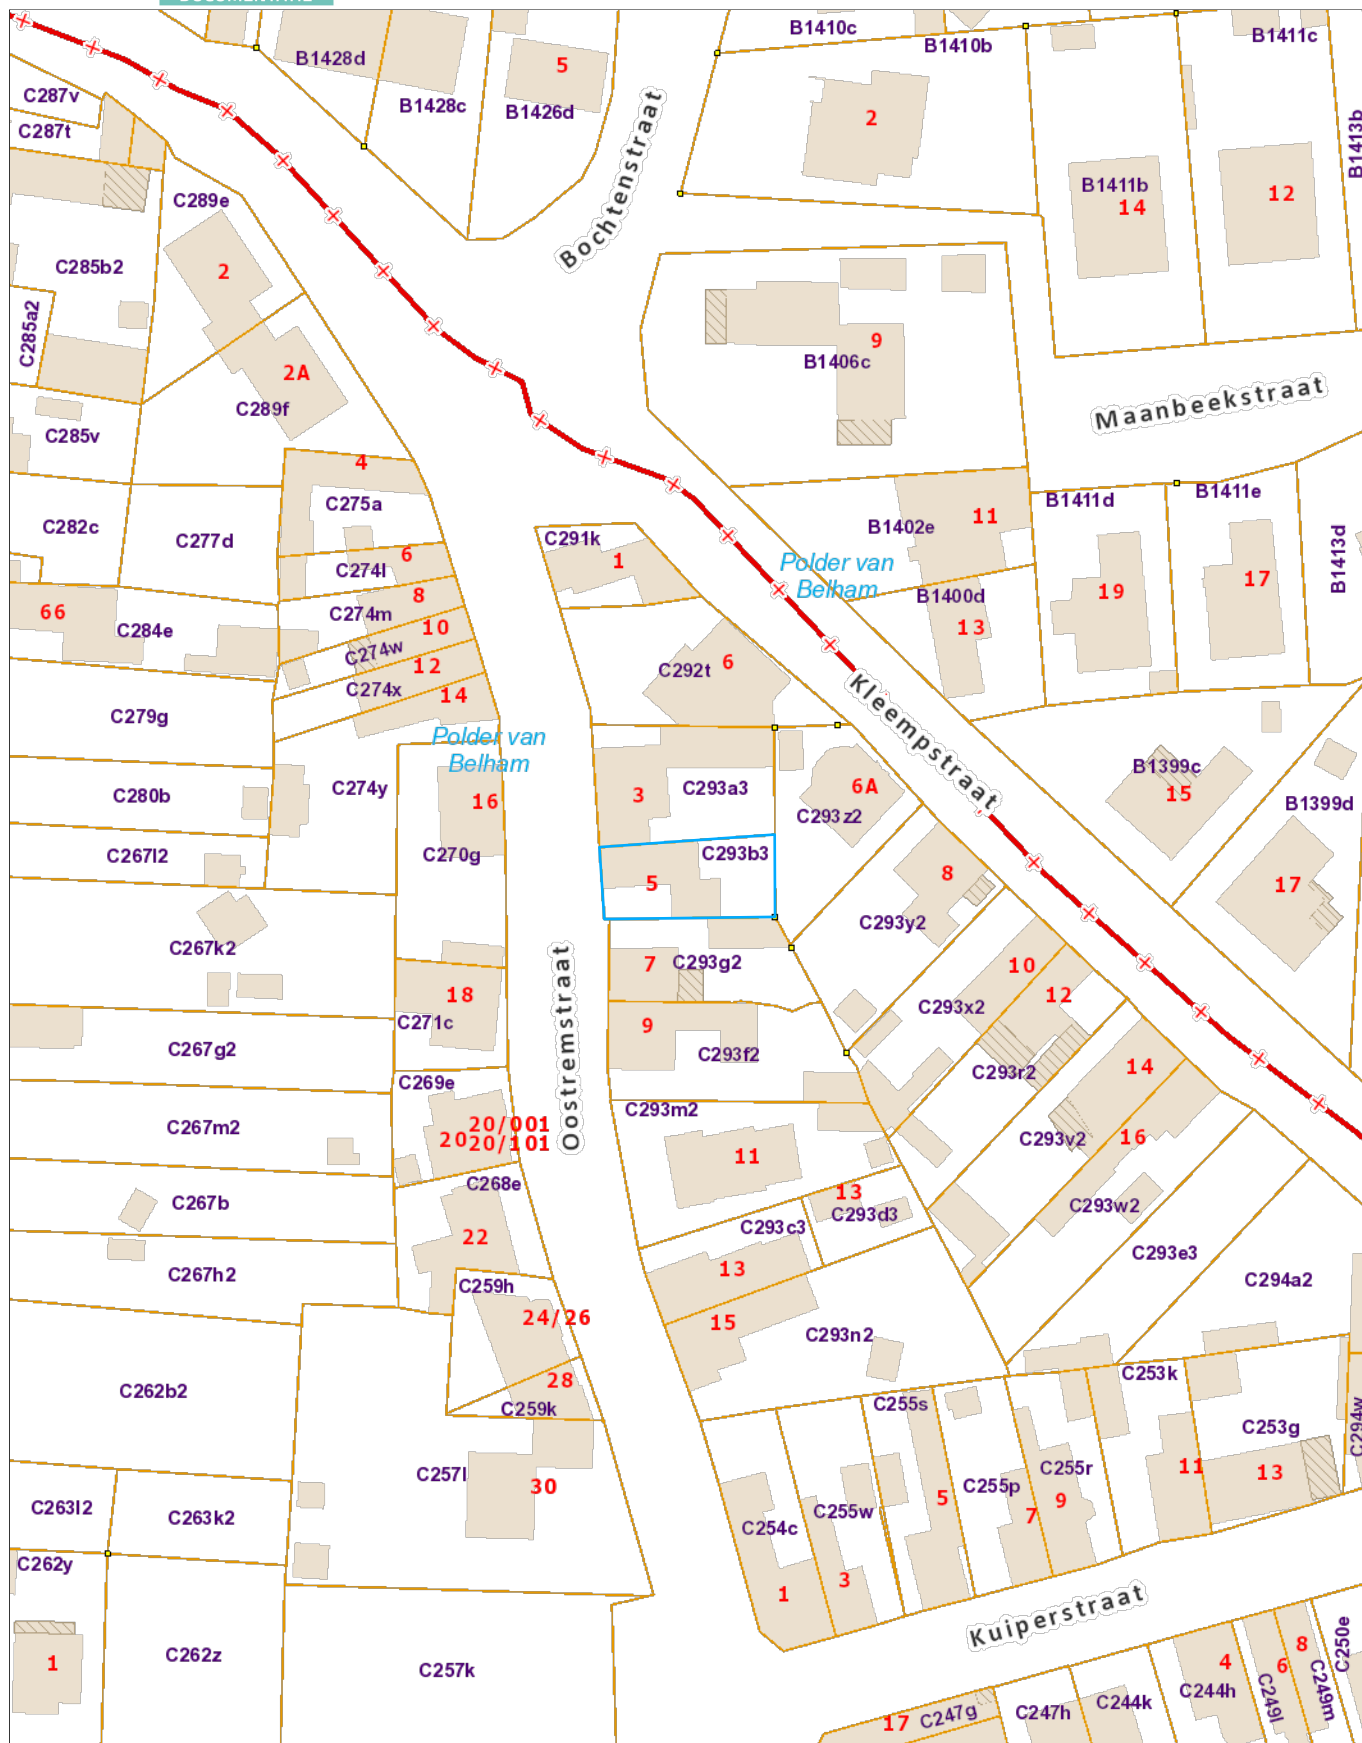 B1410c
B1410b
B1411c
B1428d
5
B1428c
B1426d
C287v
C287t
2
B1413b
B1411b
14
12
Bochtenstraat
C289e
C285b2
2
C285a2
9
B1406c
2A
C289f
Maanbeekstraat
C285v
4
C275a
B1411d
B1411e
C282c
C277d
B1402e
11
C291k
1
6
C274l
Polder van
Belham
B1413d
8
C274m
B1400d
19
17
66
C284e
10
C274w
13
12
C274x
14
C292t
6
C279g
Kleempstraat
Polder van
Belham
C280b
C274y
16
3
C293a3
6A
C293z2
B1399c
15
B1399d
C267l2
C270g
C293b3
5
8
17
C267k2
C293y2
7
C293g2
10
18
C271c
12
C293x2
Oostremstraat
9
C293f2
C267g2
C293r2
14
C269e
C293m2
C267m2
20/001
20
20/101
C293v2
16
11
C268e
13
C293d3
C293w2
C267b
22
C293c3
C293e3
C267h2
13
C294a2
C259h
24/26
15
C293n2
C262b2
28
C259k
C253k
C255s
C253g
C294w
C257l
30
C255r
11
13
C263l2
C263k2
C254c
C255w
5
C255p
7
9
C262y
1
3
Kuiperstraat
1
C262z
C257k
17
C247g
C247h
C244k
4
C244h
6
C249l
8
C249m
C250e